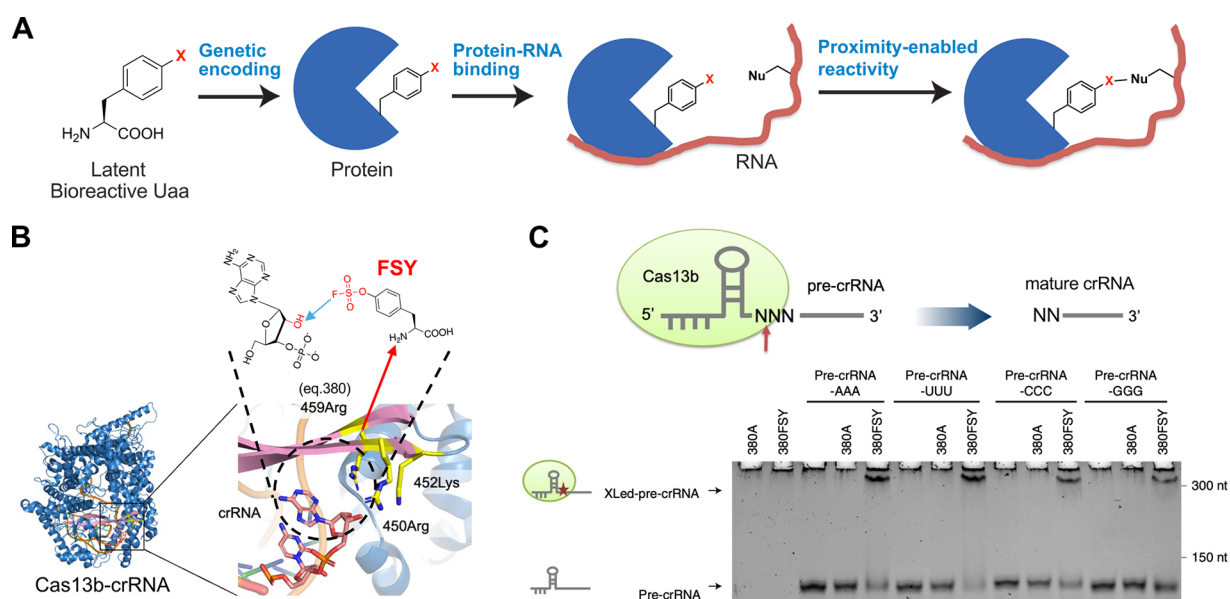 A
Genetic
encoding
Protein-RNA
binding
Proximity-enabled
reactivity
X
H₂N
COOH
Latent
Bioreactive Uaa
X
Protein
X
Nu
RNA
X
Nu
B
FSY
NH₂
N
N
N
N
O
OH
HO
O
P
O⁻
O⁻
O
F
S
O
O
O
H₂N
COOH
(eq.380)
459Arg
452Lys
450Arg
crRNA
Cas13b-crRNA
C
Cas13b
5'
NNN
pre-crRNA
3'
mature crRNA
NN
3'
Pre-crRNA
-AAA
Pre-crRNA
-UUU
Pre-crRNA
-CCC
Pre-crRNA
-GGG
380A
380FSY
380A
380FSY
380A
380FSY
380A
380FSY
380A
380FSY
XLed-pre-crRNA
300 nt
150 nt
Pre-crRNA